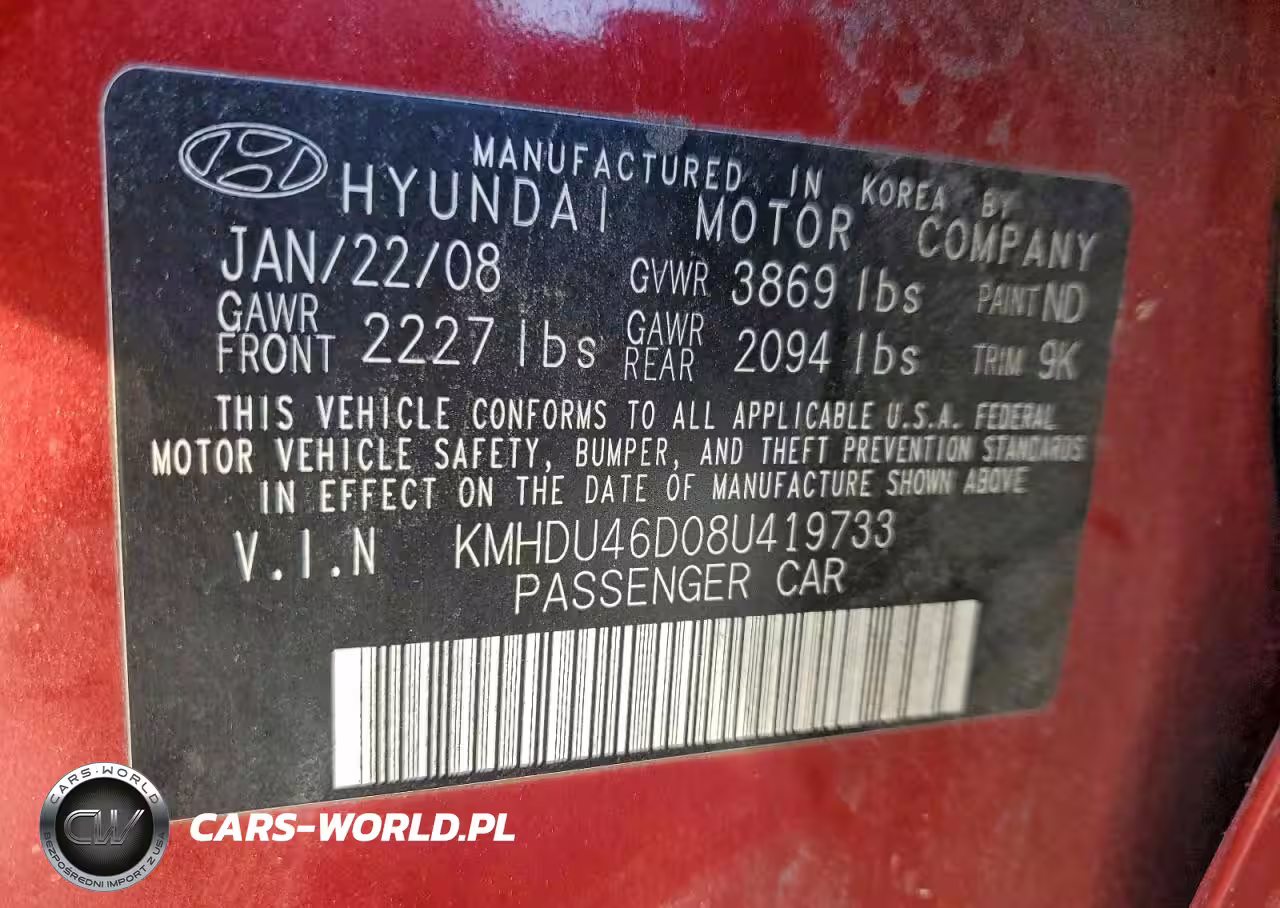 MANUFACTURED IN KOREA BY
HYUNDAI MOTOR COMPANY
JAN/22/08 GVWR 3869 lbs PAINT ND
GAWR FRONT 2227 lbs GAWR REAR 2094 lbs TRIM 9K
THIS VEHICLE CONFORMS TO ALL APPLICABLE U.S.A. FEDERAL
MOTOR VEHICLE SAFETY, BUMPER, AND THEFT PREVENTION STANDARDS
IN EFFECT ON THE DATE OF MANUFACTURE SHOWN ABOVE
V.I.N KMHDU46D08U419733
PASSENGER CAR
CARS-WORLD
CW
BEZPOŚREDNI IMPORT Z USA
CARS-WORLD.PL